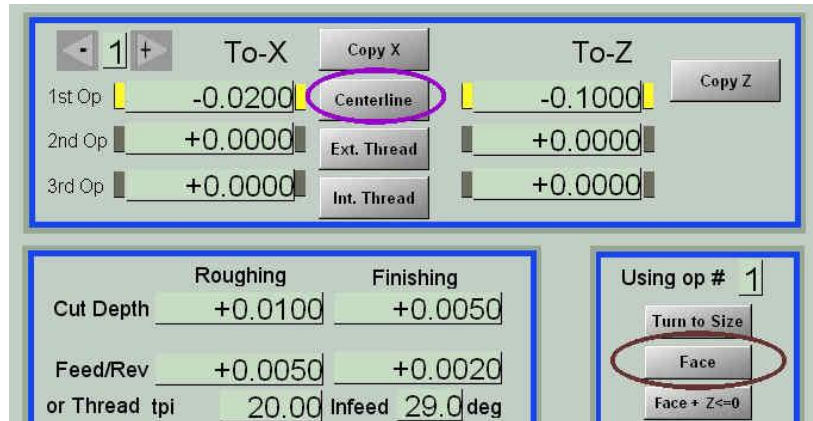 - 1 + To-X Copy X To-Z Copy Z
1st Op -0.0200 Centerline -0.1000
2nd Op +0.0000 Ext. Thread +0.0000
3rd Op +0.0000 Int. Thread +0.0000
Roughing Finishing
Cut Depth +0.0100 +0.0050
Feed/Rev +0.0050 +0.0020
or Thread tpi 20.00 Infeed 29.0 deg
Using op # 1
Turn to Size
Face
Face + Z<=0